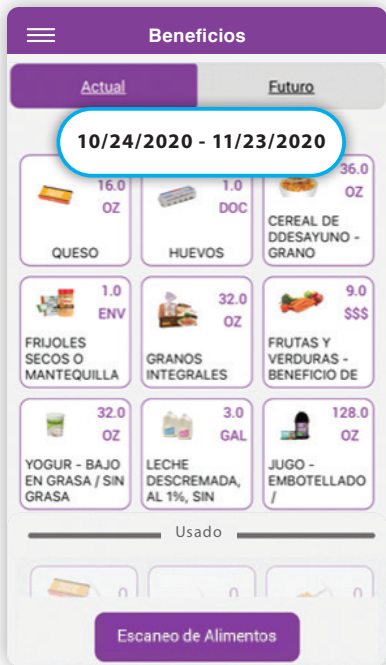 Beneficios
Actual
Futuro
10/24/2020 - 11/23/2020
16.0
OZ
QUESO
1.0
DOC
HUEVOS
36.0
OZ
CEREAL DE
DDESAYUNO -
GRANO
1.0
ENV
FRIJOLES
SECOS O
MANTEQUILLA
32.0
OZ
GRANOS
INTEGRALES
9.0
$$$
FRUTAS Y
VERDURAS -
BENEFICIO DE
32.0
OZ
YOGUR - BAJO
EN GRASA / SIN
GRASA
3.0
GAL
LECHE
DESCREMADA,
AL 1%, SIN
128.0
OZ
JUGO -
EMBOTELLADO
/
Usado
0
0
0
Escaneo de Alimentos